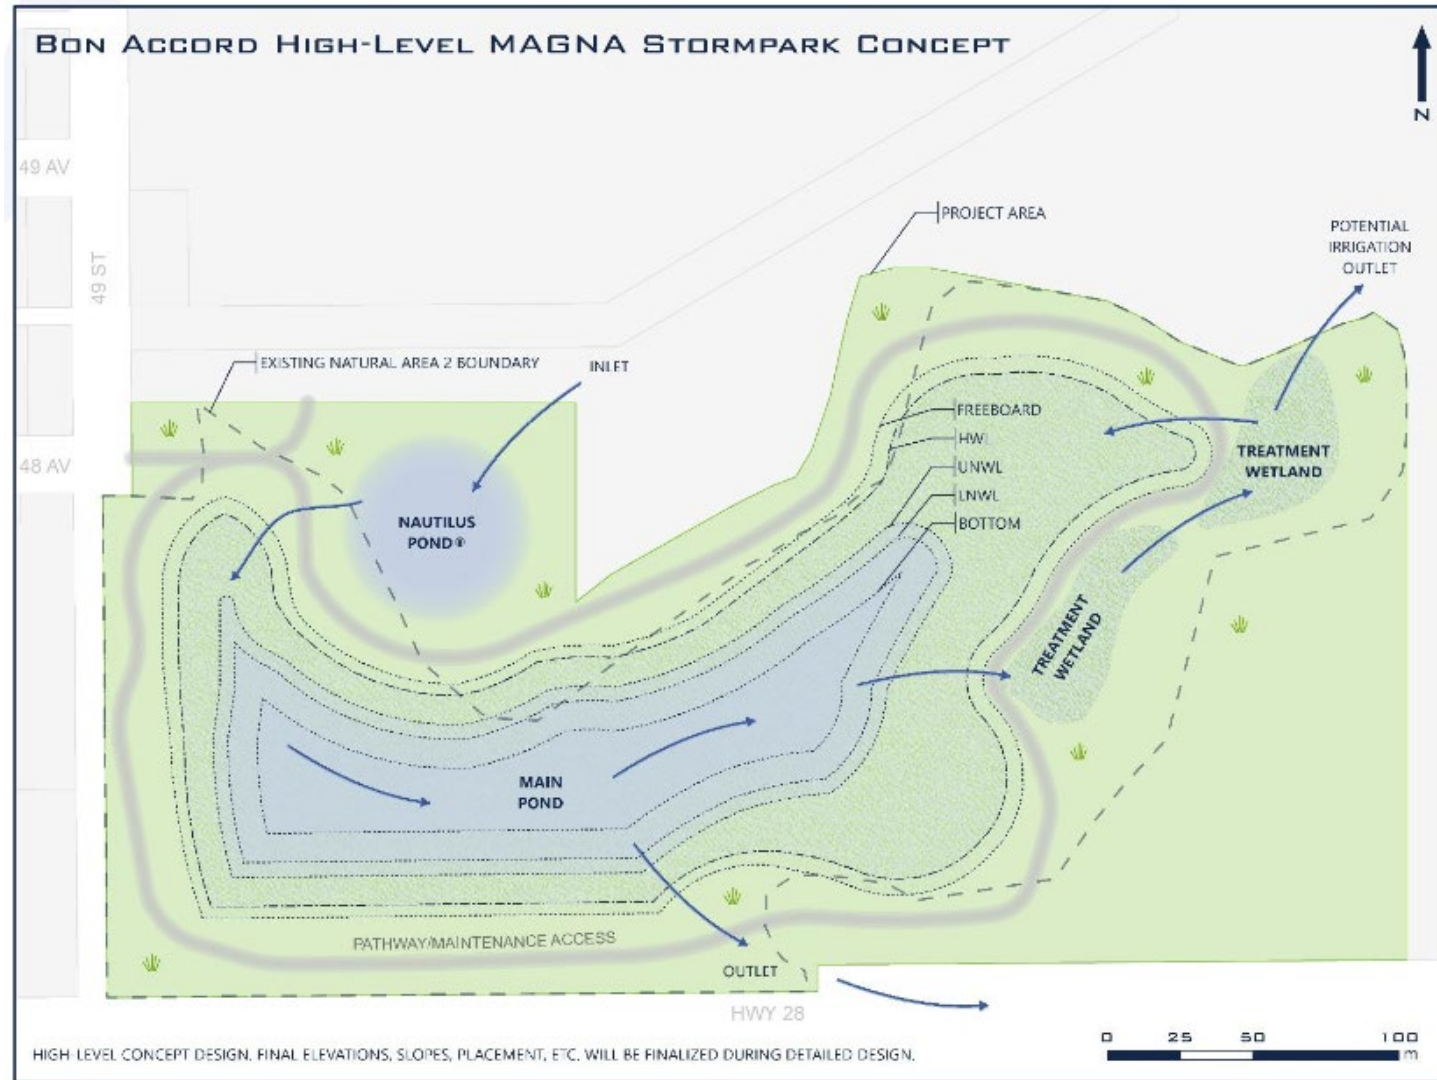 BON ACCORD HIGH-LEVEL MAGNA STORMPARK CONCEPT
N
49 AV
49 ST
PROJECT AREA
POTENTIAL
IRRIGATION
OUTLET
EXISTING NATURAL AREA 2 BOUNDARY
INLET
FREEBOARD
HWL
UNWL
LNWL
BOTTOM
48 AV
TREATMENT
WETLAND
NAUTILUS
POND®
TREATMENT
WETLAND
MAIN
POND
PATHWAY/MAINTENANCE ACCESS
OUTLET
HWY 28
HIGH-LEVEL CONCEPT DESIGN. FINAL ELEVATIONS, SLOPES, PLACEMENT, ETC. WILL BE FINALIZED DURING DETAILED DESIGN.
0 25 50 100
m